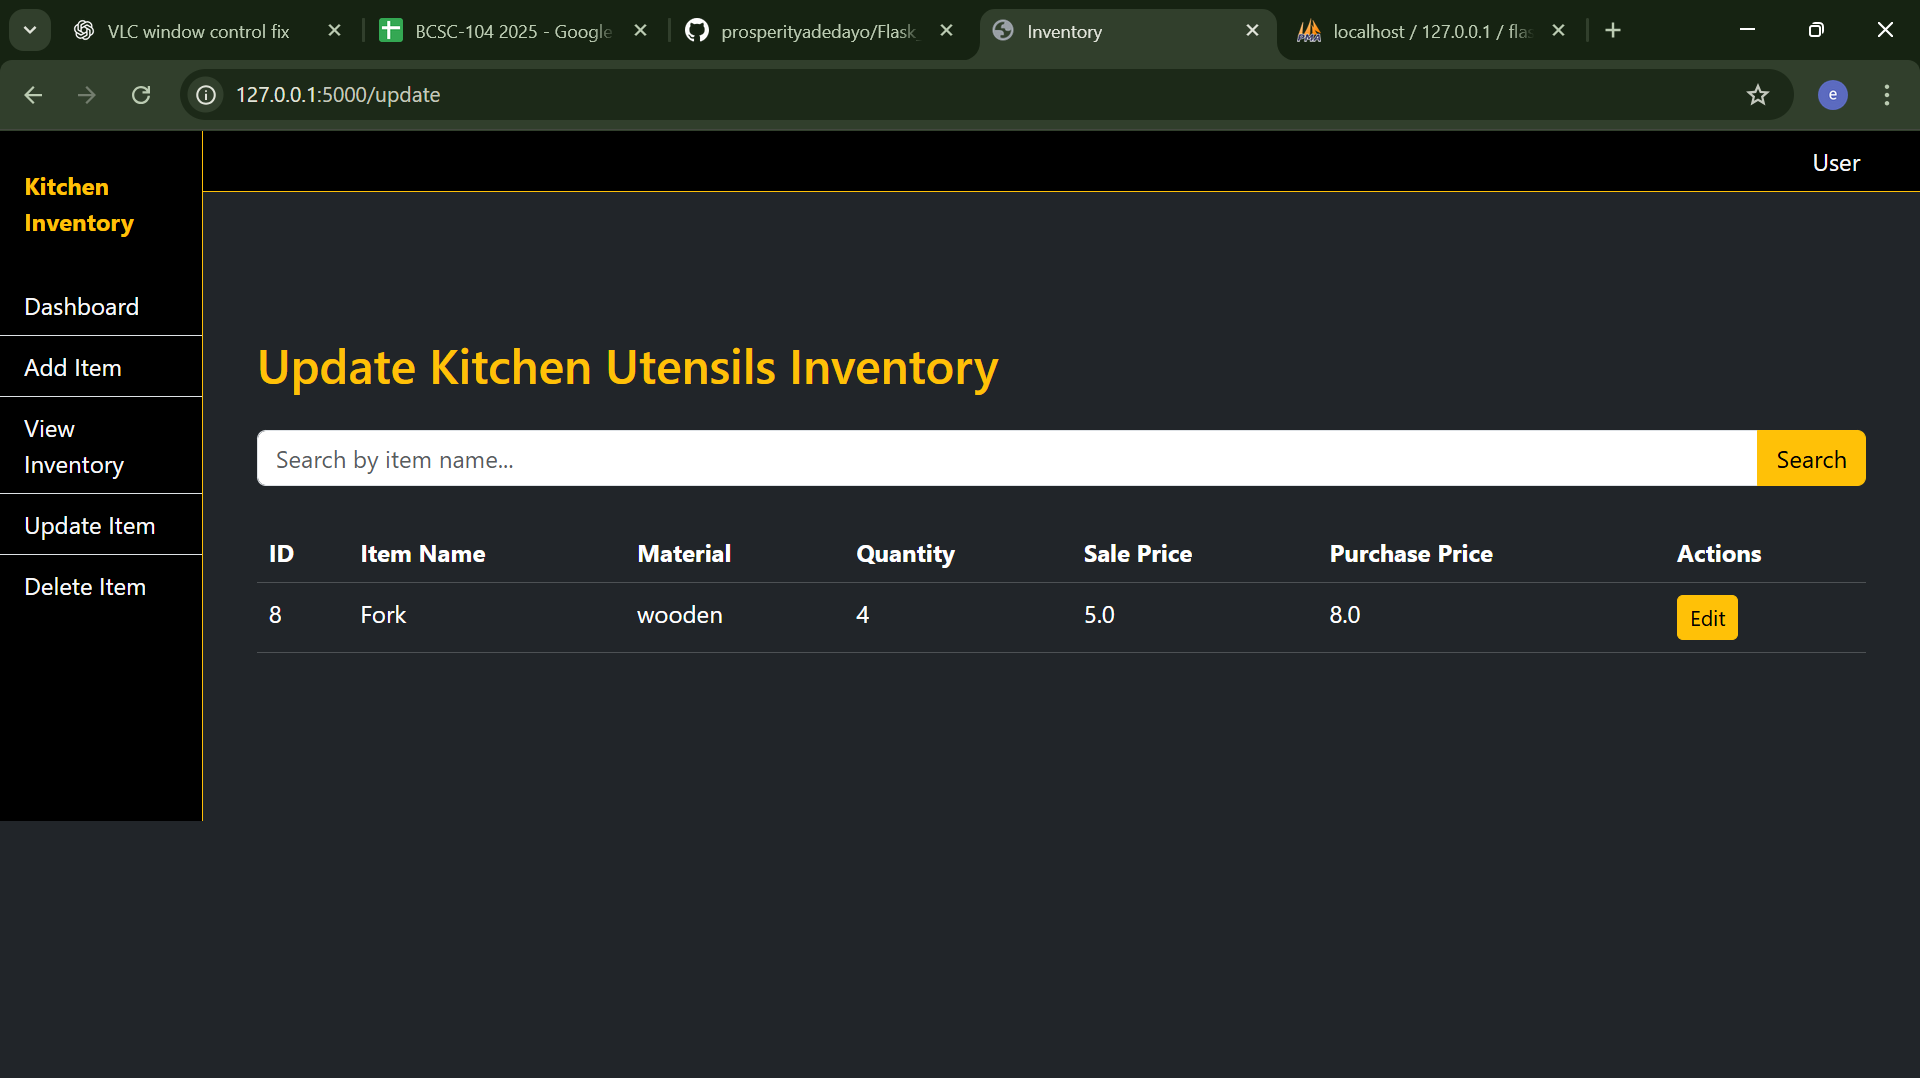 VLC window control fix
BCSC-104 2025 - Google
prosperityadedayo/Flask_
Inventory
localhost / 127.0.0.1 / flas
127.0.0.1:5000/update
e
User
Kitchen
Inventory
Dashboard
Add Item
View
Inventory
Update Item
Delete Item
Update Kitchen Utensils Inventory
Search by item name...
Search
ID Item Name Material Quantity Sale Price Purchase Price Actions
8 Fork wooden 4 5.0 8.0 Edit